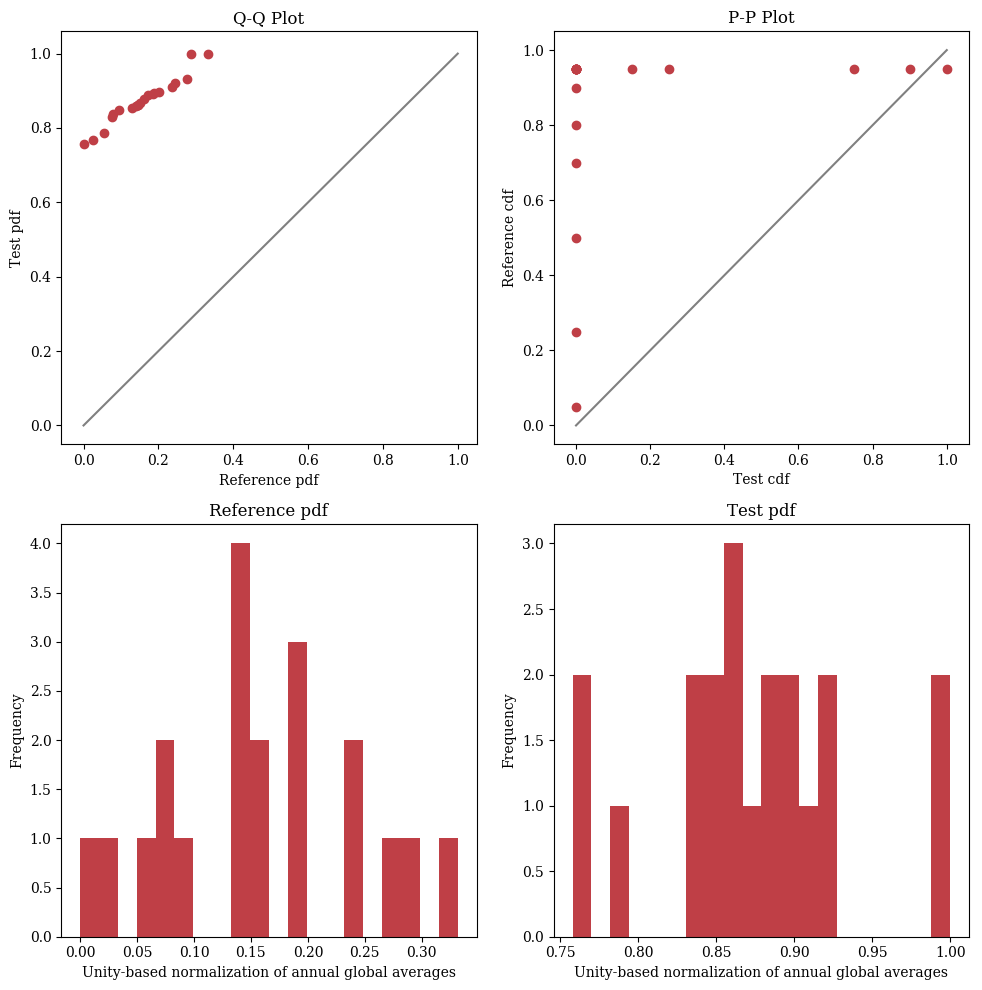 Q-Q Plot
1.0
0.8
0.6
0.4
0.2
0.0
Test pdf
0.0 0.2 0.4 0.6 0.8 1.0
Reference pdf
P-P Plot
1.0
0.8
0.6
0.4
0.2
0.0
Reference cdf
0.0 0.2 0.4 0.6 0.8 1.0
Test cdf
Reference pdf
4.0
3.5
3.0
2.5
2.0
1.5
1.0
0.5
0.0
Frequency
0.00 0.05 0.10 0.15 0.20 0.25 0.30
Unity-based normalization of annual global averages
Test pdf
3.0
2.5
2.0
1.5
1.0
0.5
0.0
Frequency
0.75 0.80 0.85 0.90 0.95 1.00
Unity-based normalization of annual global averages